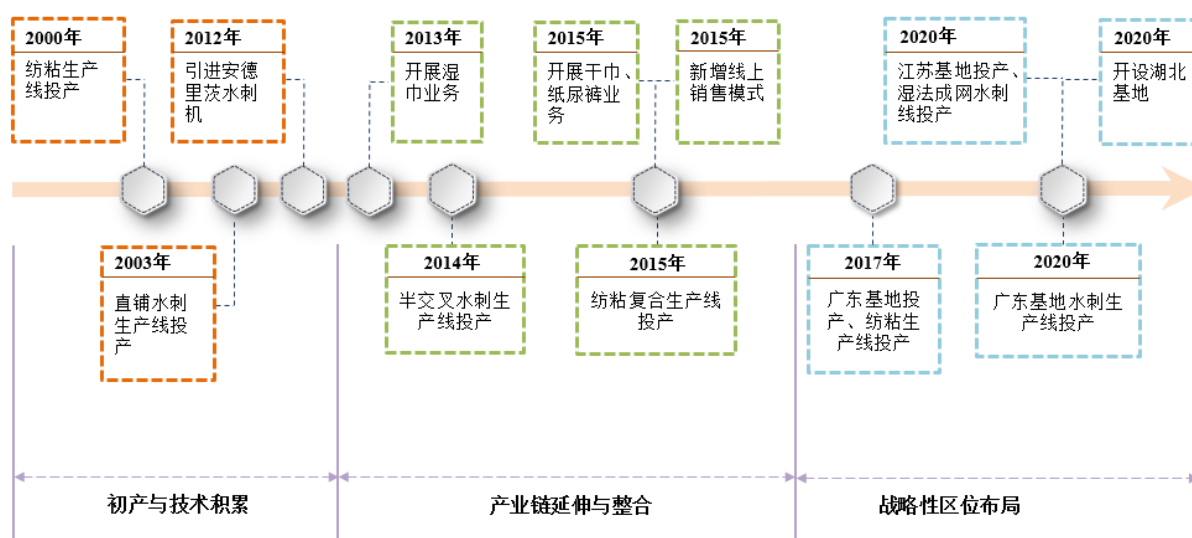 2000年
纺粘生产
线投产
2012年
引进安德
里茨水刺
机
2013年
开展湿
巾业务
2015年
开展干巾、
纸尿裤业
务
2015年
新增线上
销售模式
2020年
江苏基地投产、
湿法成网水刺
线投产
2020年
开设湖北
基地
2003年
直铺水刺
生产线投
产
2014年
半交叉水刺生
产线投产
2015年
纺粘复合生产线
投产
2017年
广东基地投
产、纺粘生
产线投产
2020年
广东基地水刺生
产线投产
初产与技术积累
产业链延伸与整合
战略性区位布局